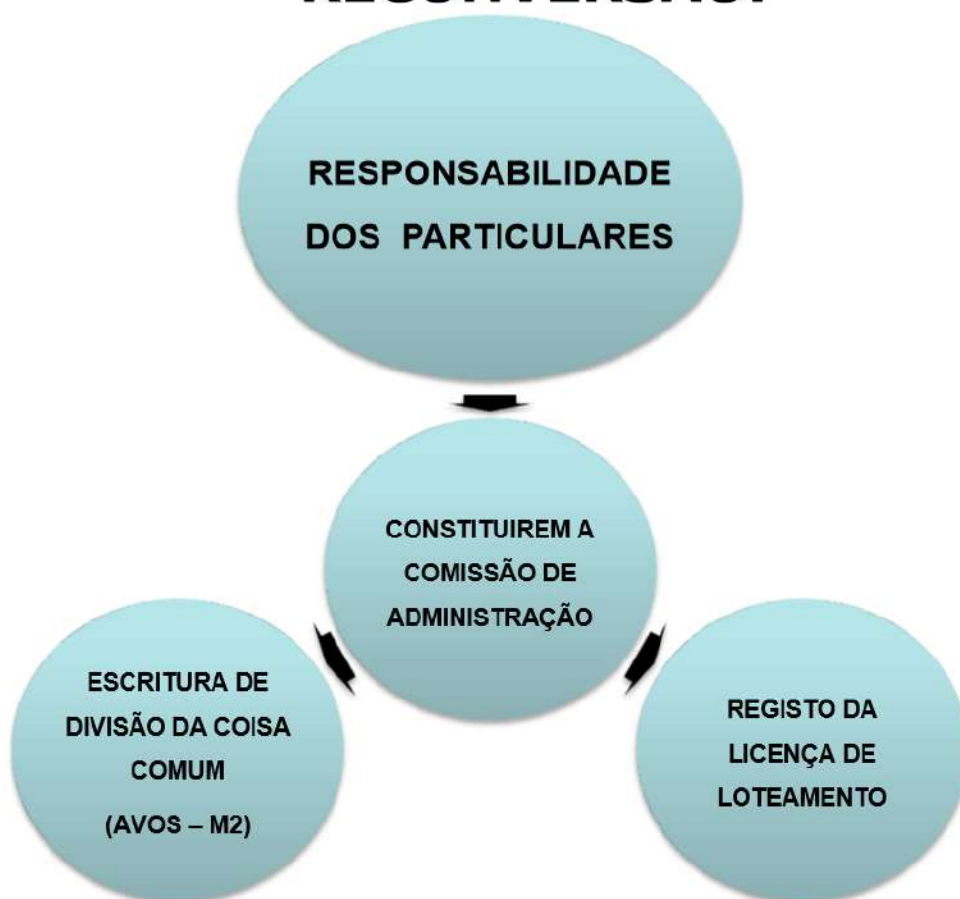 RESPONSABILIDADE
DOS PARTICULARES
CONSTITUIREM A
COMISSÃO DE
ADMINISTRAÇÃO
ESCRITURA DE
DIVISÃO DA COISA
COMUM
(AVOS – M2)
REGISTO DA
LICENÇA DE
LOTEAMENTO